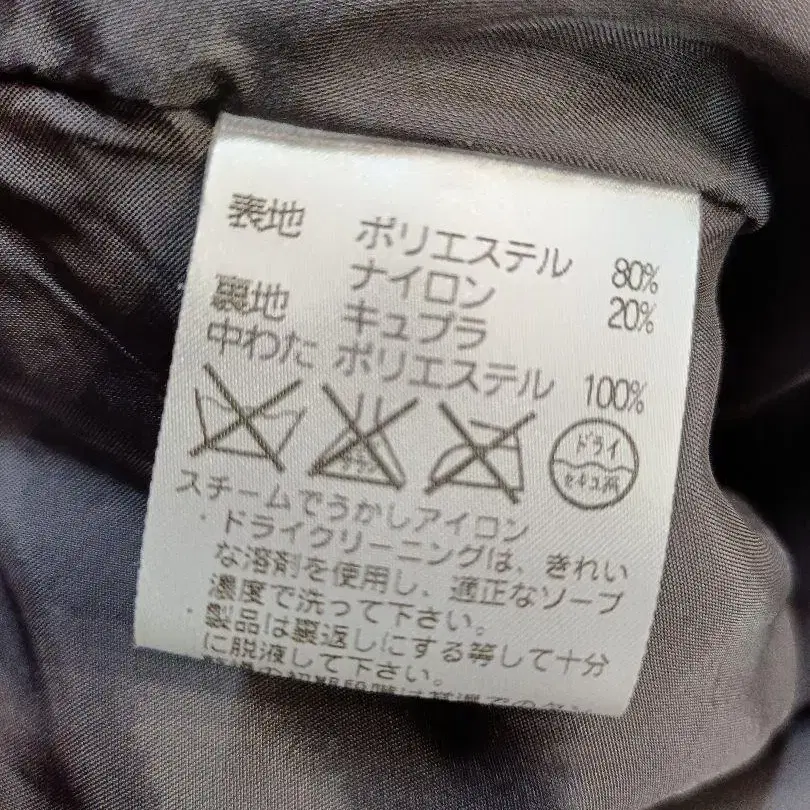 表地 ポリエステル 80%
ナイロン 20%
裏地 キュプラ
中わた ポリエステル 100%
ドライ
セキユ系
スチームでうかしアイロン
・ドライクリーニングは、きれい
な溶剤を使用し、適正なソープ
濃度で洗って下さい。
・製品は裏返しにする等して十分
に脱液して下さい。